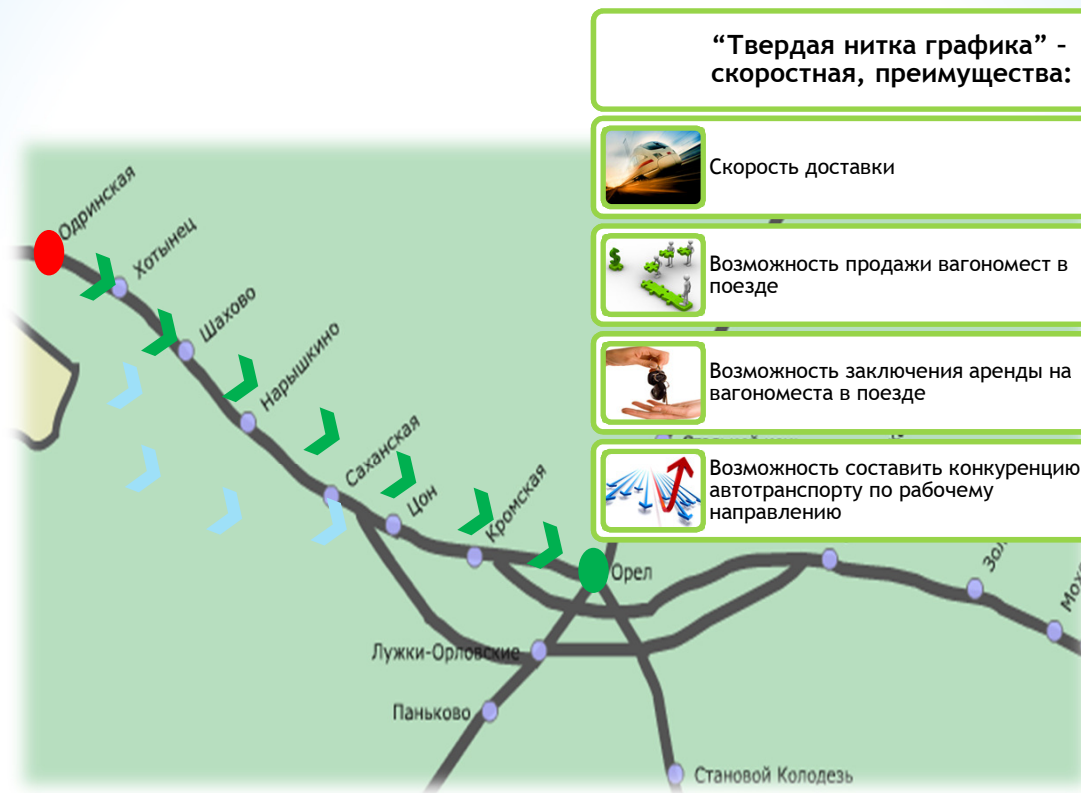 “Твердая нитка графика” –
скоростная, преимущества:
Скорость доставки
Возможность продажи вагономест в
поезде
Возможность заключения аренды на
вагономеста в поезде
Возможность составить конкуренцию
автотранспорту по рабочему
направлению
Одринская
Хотынец
Шахово
Нарышкино
Саханская
Цон
Кромская
Орел
Лужки-Орловские
Паньково
Становой Колодезь